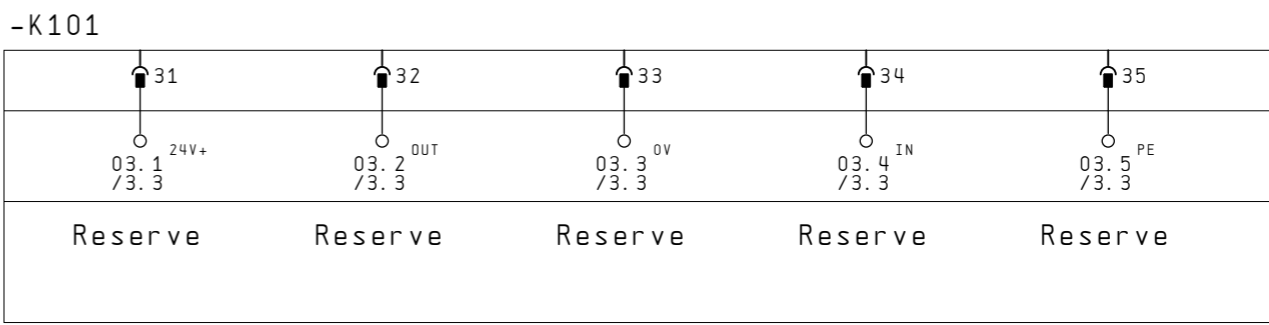 -K101
31 32 33 34 35
03.1 24V+ 03.2 OUT 03.3 0V 03.4 IN 03.5 PE
/3.3 /3.3 /3.3 /3.3 /3.3
Reserve Reserve Reserve Reserve Reserve